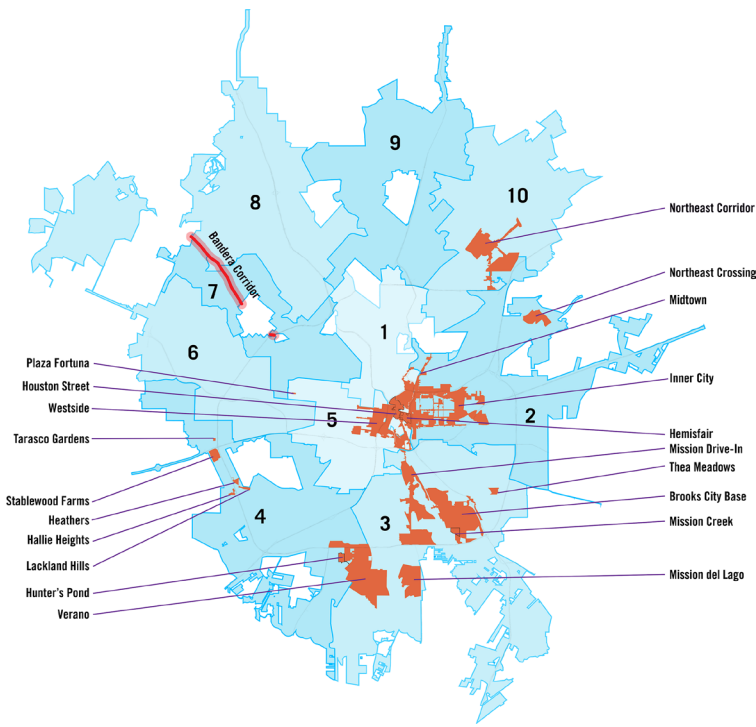 9
8
10
Northeast Corridor
Bandera Corridor
Northeast Crossing
7
Midtown
1
6
Plaza Fortuna
Houston Street
Inner City
Westside
5
2
Hemisfair
Tarasco Gardens
Mission Drive-In
Thea Meadows
Stablewood Farms
Brooks City Base
Heathers
4
3
Mission Creek
Hallie Heights
Lackland Hills
Mission del Lago
Hunter's Pond
Verano